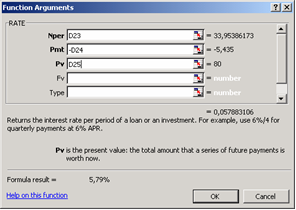 Function Arguments
RATE
Nper D23 = 33,95386173
Pmt -D24 = -5,435
Pv D25 = 80
Fv = number
Type = number
= 0,057883106
Returns the interest rate per period of a loan or an investment. For example, use 6%/4 for
quarterly payments at 6% APR.
Pv is the present value: the total amount that a series of future payments is
worth now.
Formula result = 5,79%
Help on this function
OK Cancel